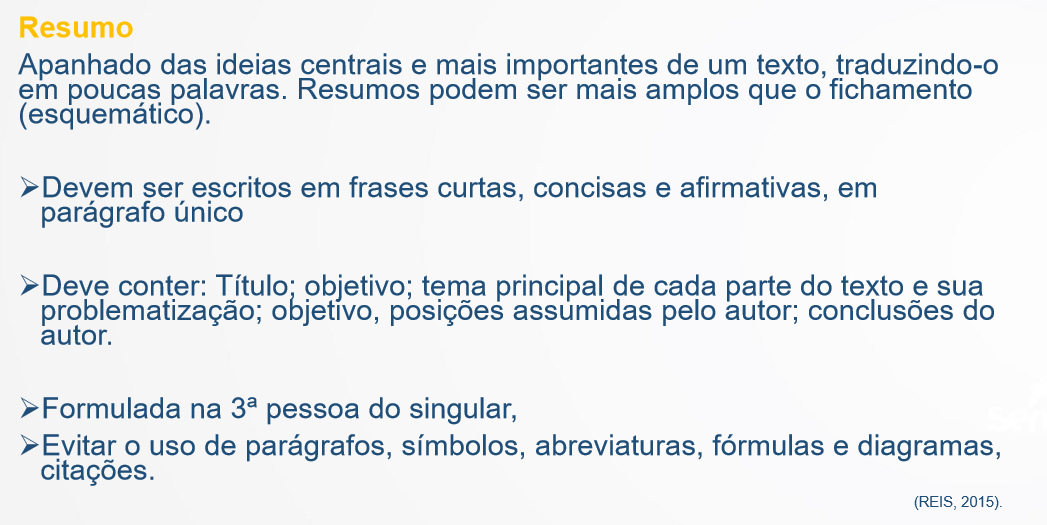 Resumo
Apanhado das ideias centrais e mais importantes de um texto, traduzindo-o
em poucas palavras. Resumos podem ser mais amplos que o fichamento
(esquemático).
➢Devem ser escritos em frases curtas, concisas e afirmativas, em
parágrafo único
➢Deve conter: Título; objetivo; tema principal de cada parte do texto e sua
problematização; objetivo, posições assumidas pelo autor; conclusões do
autor.
➢Formulada na 3ª pessoa do singular,
➢Evitar o uso de parágrafos, símbolos, abreviaturas, fórmulas e diagramas,
citações.
(REIS, 2015).